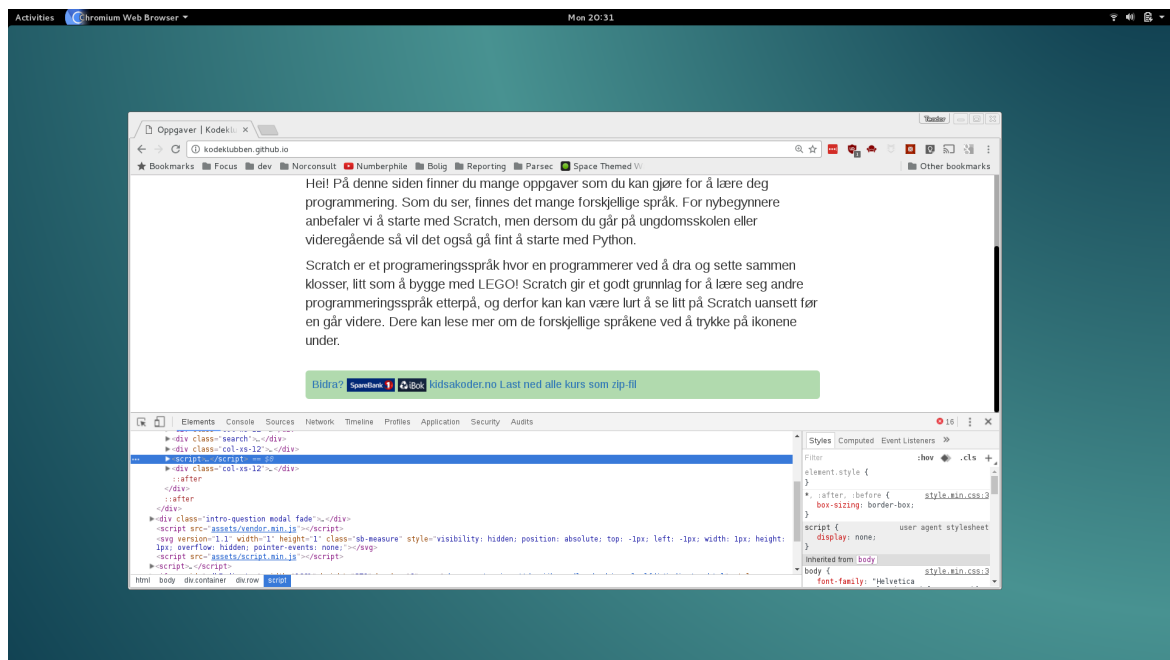 Activities Chromium Web Browser Mon 20:31
Oppgaver | Kodeklu
kodeklubben.github.io
Bookmarks Focus dev Norconsult Numberphile Bolig Reporting Parsec Space Themed W Other bookmarks
Hei! På denne siden finner du mange oppgaver som du kan gjøre for å lære deg
programmering. Som du ser, finnes det mange forskjellige språk. For nybegynnere
anbefaler vi å starte med Scratch, men dersom du går på ungdomsskolen eller
videregående så vil det også gå fint å starte med Python.
Scratch er et programeringsspråk hvor en programmerer ved å dra og sette sammen
klosser, litt som å bygge med LEGO! Scratch gir et godt grunnlag for å lære seg andre
programmeringsspråk etterpå, og derfor kan kan være lurt å se litt på Scratch uansett før
en går videre. Dere kan lese mer om de forskjellige språkene ved å trykke på ikonene
under.
Bidra? SpareBank 1 iBok kidsakoder.no Last ned alle kurs som zip-fil
Elements Console Sources Network Timeline Profiles Application Security Audits 16
<div class="search">…</div>
<div class="col-xs-12">…</div>
<script>…</script> == $0
<div class="col-xs-12">…</div>
::after
</div>
::after
</div>
<div class="intro-question modal fade">…</div>
<script src="assets/vendor.min.js"></script>
<svg version="1.1" width="1" height="1" class="sb-measure" style="visibility: hidden; position: absolute; top: -1px; left: -1px; width: 1px; height:
1px; overflow: hidden; pointer-events: none;"></svg>
<script src="assets/script.min.js"></script>
<script>…</script>
html body div.container div.row script
Styles Computed Event Listeners
Filter :hov .cls +
element.style {
}
*, :after, :before { style.min.css:3
box-sizing: border-box;
}
script { user agent stylesheet
display: none;
}
Inherited from body
body { style.min.css:3
font-family: "Helvetica